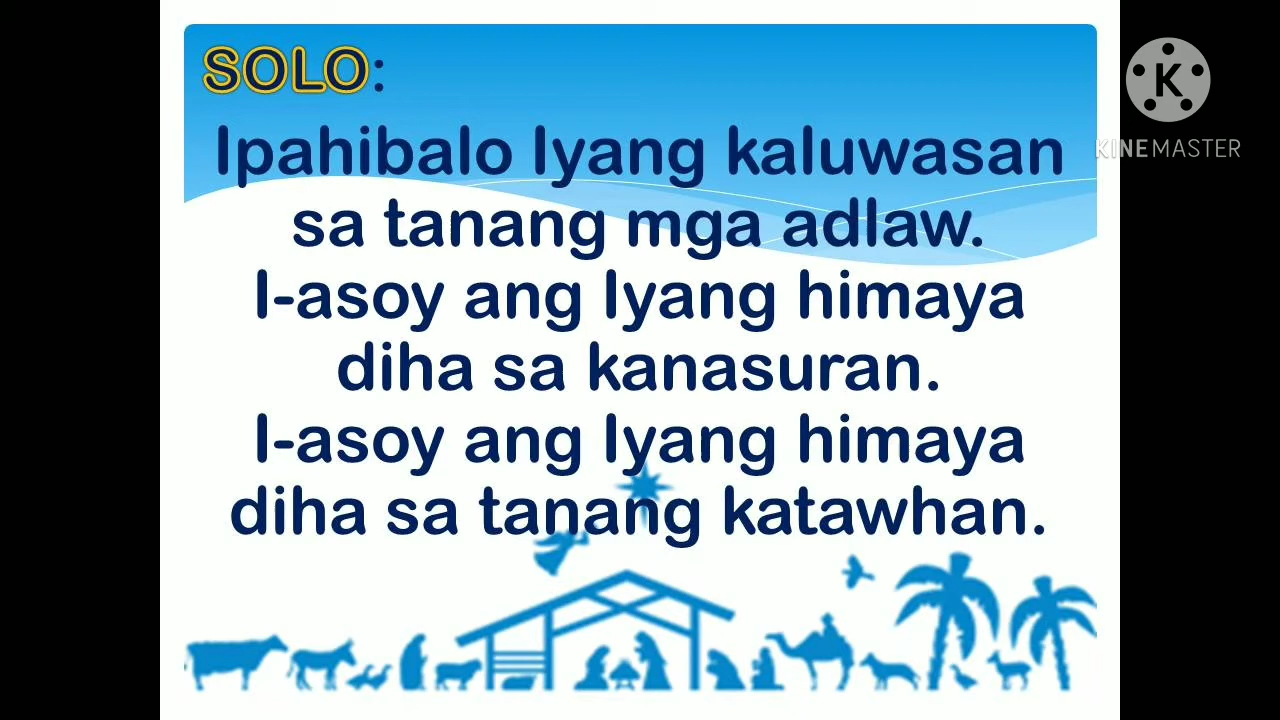 SOLO:
Ipahibalo Iyang kaluwasan
sa tanang mga adlaw.
I-asoy ang Iyang himaya
diha sa kanasuran.
I-asoy ang Iyang himaya
diha sa tanang katawhan.
K
KINEMASTER